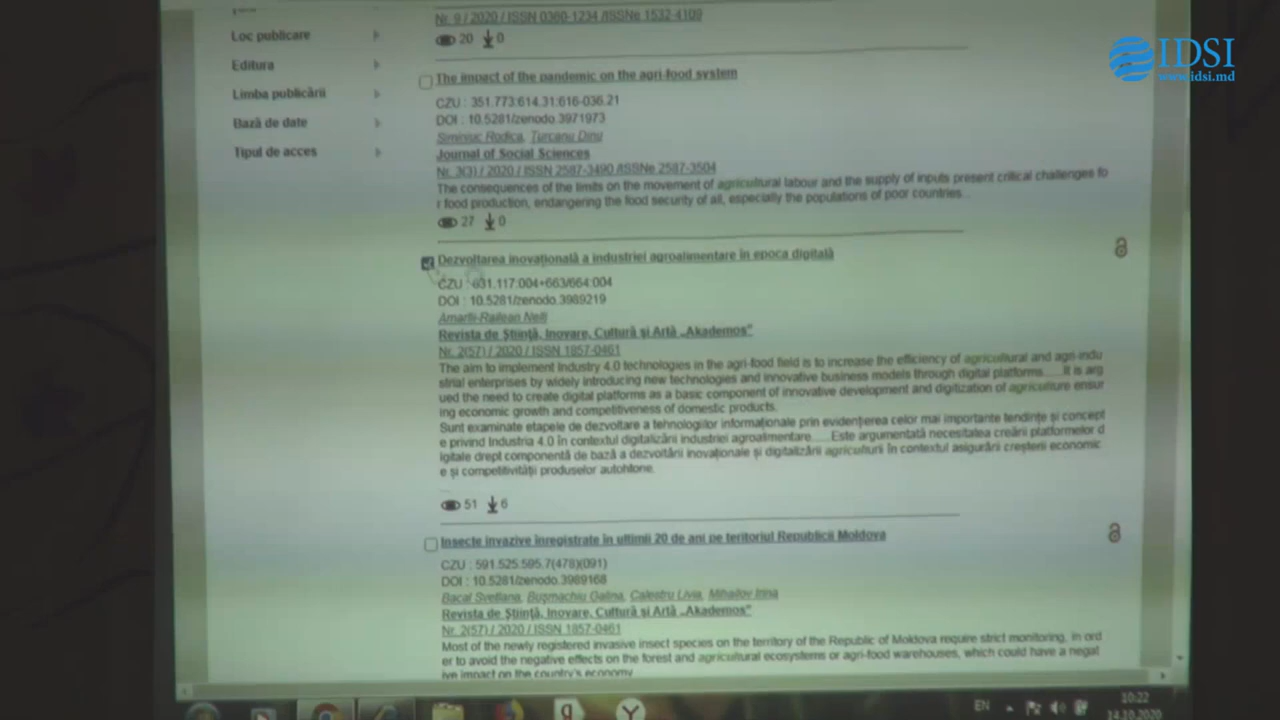 IDSI
www.idsi.md
Nr. 9 / 2020 / ISSN 0360-1234 /ISSNe 1532-4109
20 0
Loc publicare
Editura
Limba publicării
Bază de date
Tipul de acces
The impact of the pandemic on the agri-food system
CZU : 351.773:614.31:616-036.21
DOI : 10.5281/zenodo.3971973
Siminiuc Rodica, Țurcanu Dinu
Journal of Social Sciences
Nr. 3(3) / 2020 / ISSN 2587-3490 /ISSNe 2587-3504
The consequences of the limits on the movement of agricultural labour and the supply of inputs present critical challenges fo
r food production, endangering the food security of all, especially the populations of poor countries.
27 0
Dezvoltarea inovațională a industriei agroalimentare în epoca digitală
CZU : 631.117:004+663/664:004
DOI : 10.5281/zenodo.3989219
Amarfii-Railean Nelli
Revista de Știință, Inovare, Cultură și Artă „Akademos”
Nr. 2(57) / 2020 / ISSN 1857-0461
The aim to implement Industry 4.0 technologies in the agri-food field is to increase the efficiency of agricultural and agri-indu
strial enterprises by widely introducing new technologies and innovative business models through digital platforms.....It is arg
ued the need to create digital platforms as a basic component of innovative development and digitization of agriculture ensur
ing economic growth and competitiveness of domestic products.
Sunt examinate etapele de dezvoltare a tehnologiilor informaționale prin evidențierea celor mai importante tendințe și concept
e privind Industria 4.0 în contextul digitalizării industriei agroalimentare.....Este argumentată necesitatea creării platformelor d
igitale drept componentă de bază a dezvoltării inovaționale și digitalizării agriculturii în contextul asigurării creșterii economic
e și competitivității produselor autohtone.
51 6
Insecte invazive înregistrate în ultimii 20 de ani pe teritoriul Republicii Moldova
CZU : 591.525:595.7(478)(091)
DOI : 10.5281/zenodo.3989168
Bacal Svetlana, Bușmachiu Galina, Calestru Livia, Mihailov Irina
Revista de Știință, Inovare, Cultură și Artă „Akademos”
Nr. 2(57) / 2020 / ISSN 1857-0461
Most of the newly registered invasive insect species on the territory of the Republic of Moldova require strict monitoring, in ord
er to avoid the negative effects on the forest and agricultural ecosystems or agri-food warehouses, which could have a negat
ive impact on the country's economy
EN
10:22
14.10.2020